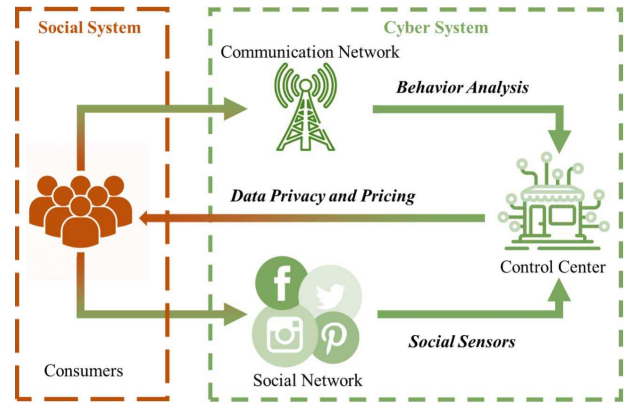 Social System
Cyber System
Communication Network
Behavior Analysis
Data Privacy and Pricing
Control Center
Social Sensors
Social Network
Consumers